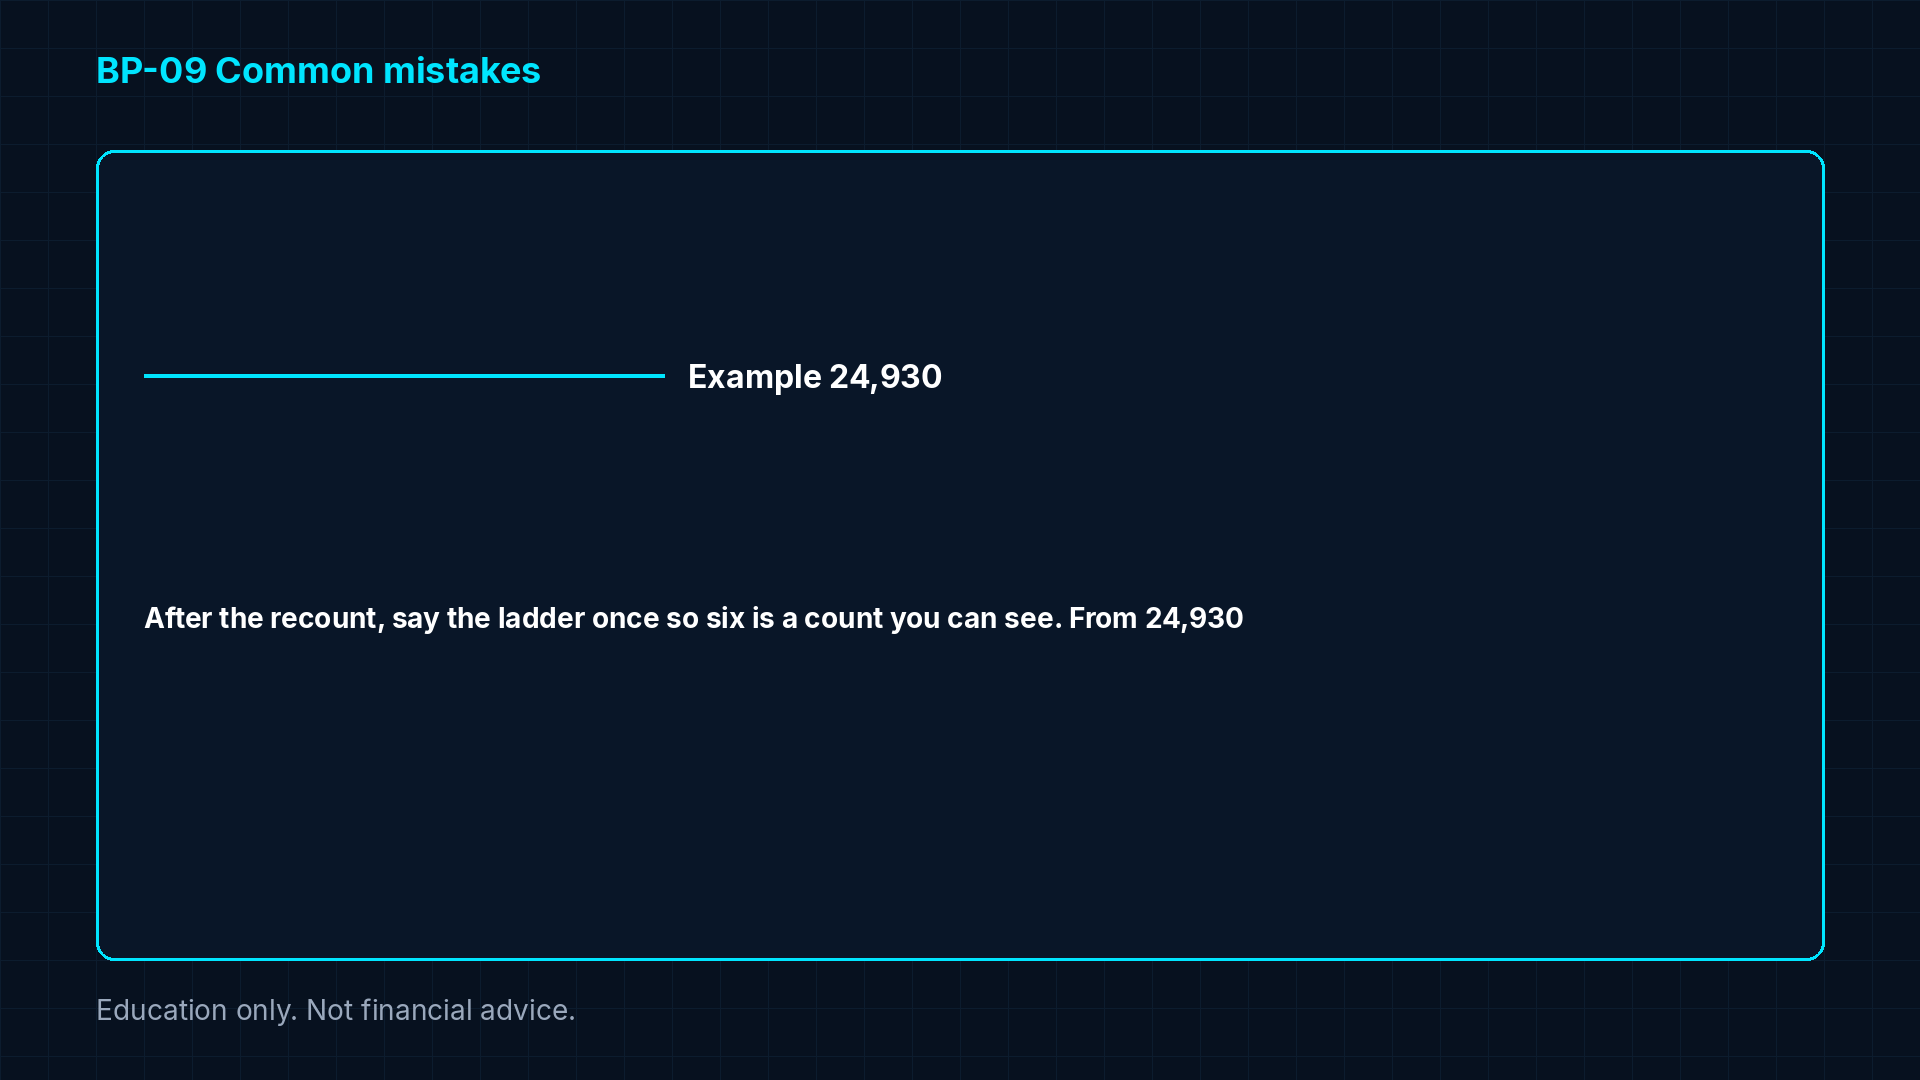 BP-09 Common mistakes
Example 24,930
After the recount, say the ladder once so six is a count you can see. From 24,930
Education only. Not financial advice.